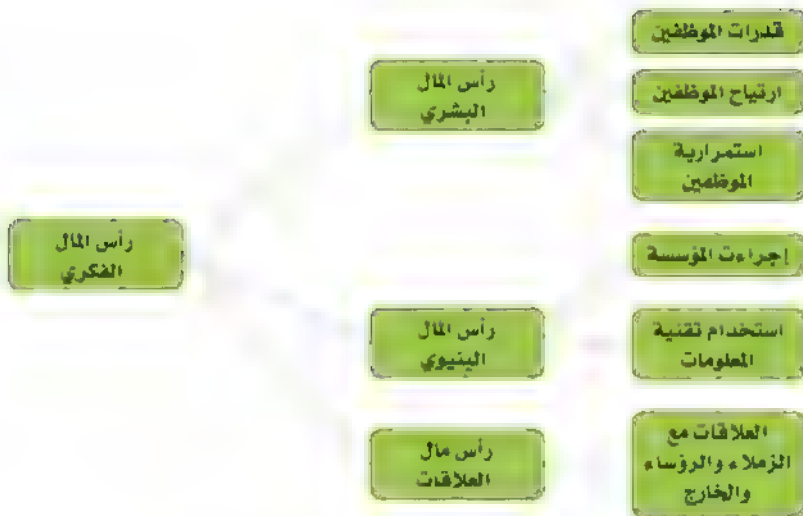 رأس المال
الفكري
رأس المال
البشري
قدرات الموظفين
ارتياح الموظفين
استمرارية
الموظفين
رأس المال
البنيوي
إجراءت المؤسسة
استخدام تقنية
المعلومات
رأس مال
العلاقات
العلاقات مع
الزملاء والرؤساء
والخارج